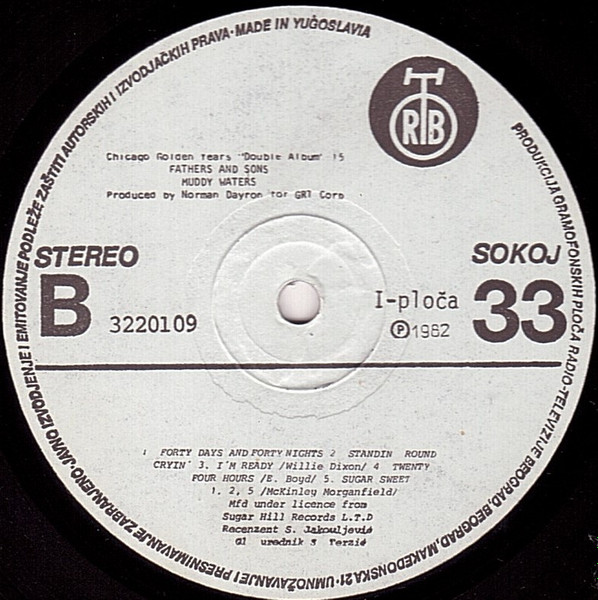 JAVNO IZVODJENJE I EMITOVANJE PODLEŽE ZAŠTITI AUTORSKIH I IZVODJAČKIH PRAVA · MADE IN YUGOSLAVIA
PRODUKCIJA GRAMOFONSKIH PLOČA RADIO-TELEVIZIJE BEOGRAD, BEOGRAD, MAKEDONSKA 21 · UMNOŽAVANJE I PRESNIMAVANJE ZABRANJENO ·
RTB
Chicago Golden Years "Double Album" 15
FATHERS AND SONS
MUDDY WATERS
Produced by Norman Dayron for GRT Corp
STEREO
SOKOJ
B
3220109
I-ploča
33
Ⓟ1982
1 FORTY DAYS AND FORTY NIGHTS 2 STANDIN ROUND
CRYIN' 3. I'M READY /Willie Dixon/ 4 TWENTY
FOUR HOURS /E. Boyd/ 5. SUGAR SWEET
1, 2, 5 /McKinley Morganfield/
Mfd under licence from
Sugar Hill Records L.T.D
Recenzent S. Jakouljević
Gl urednik S Terzić